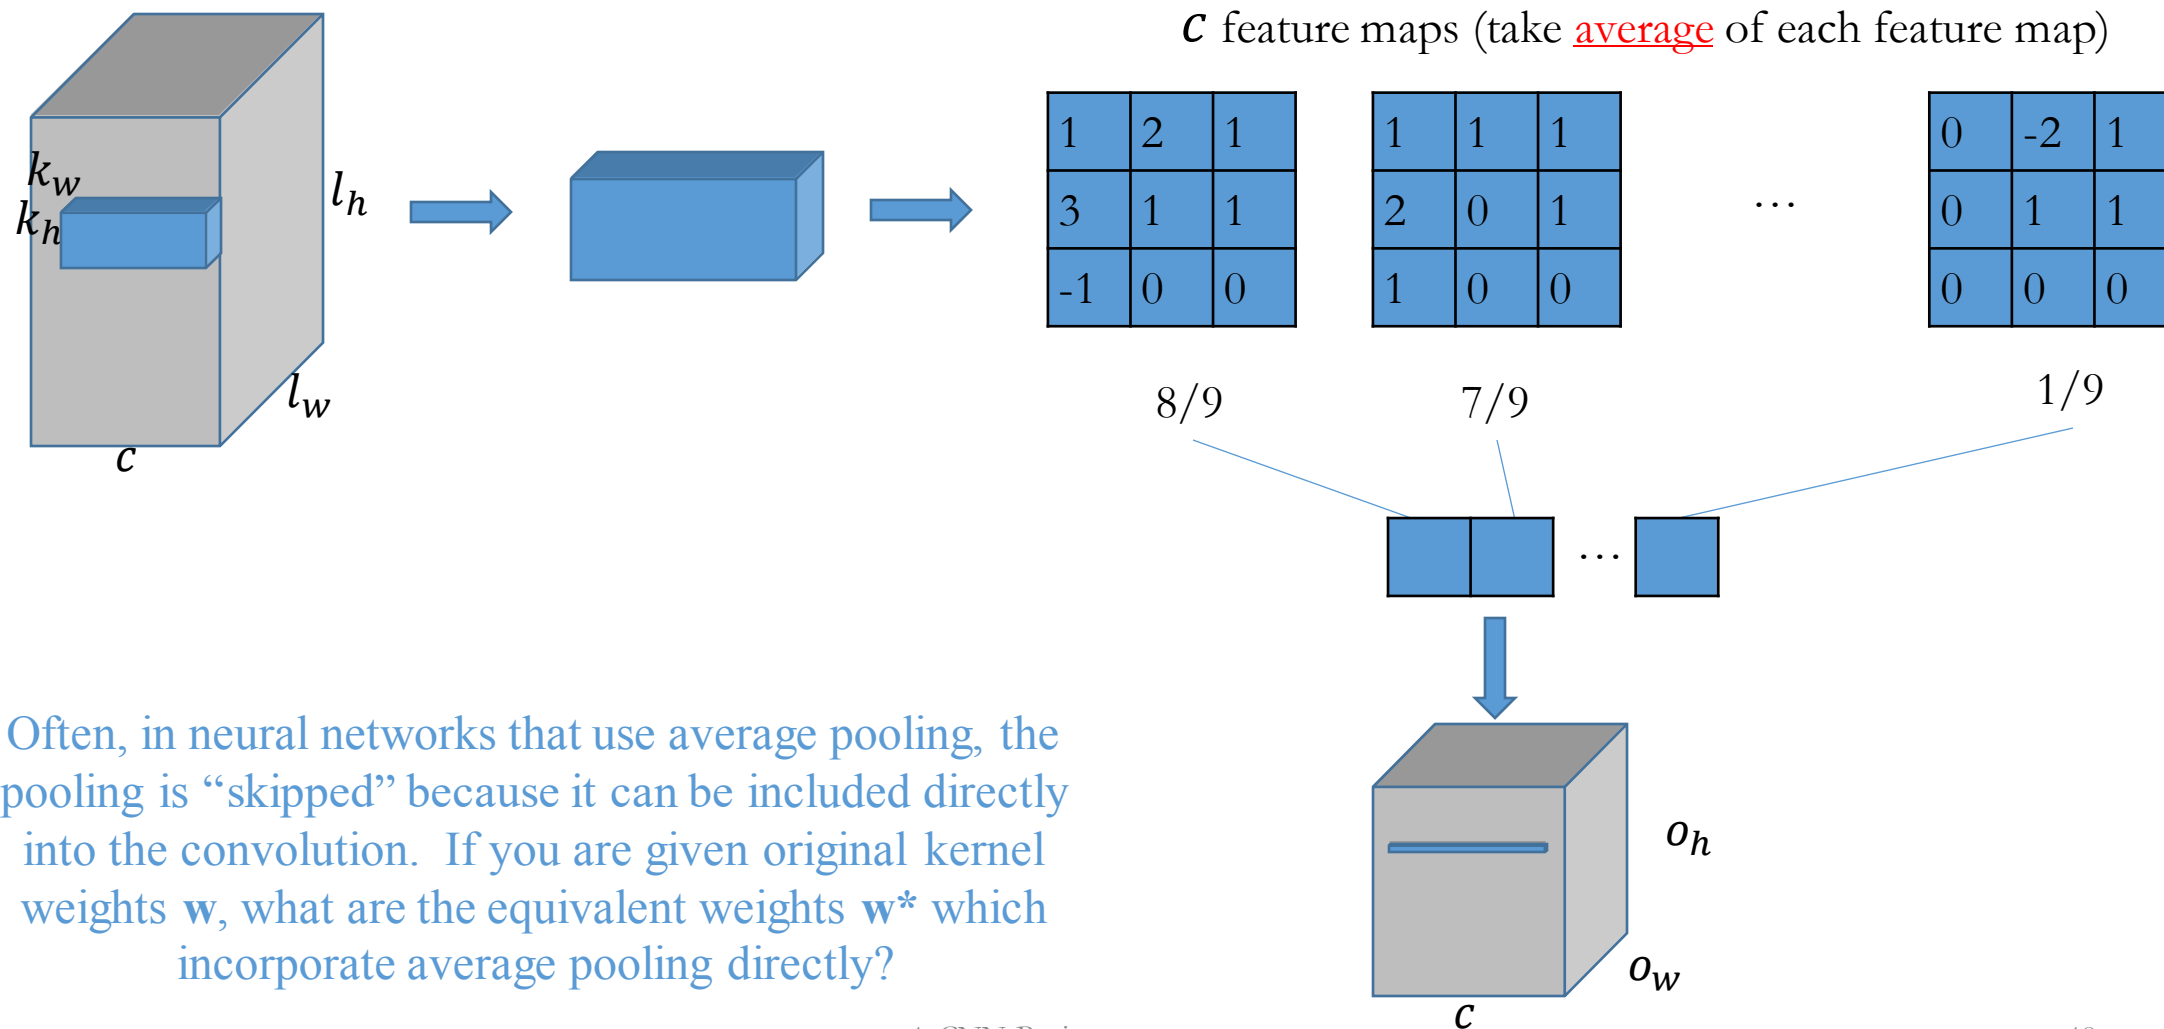 c feature maps (take average of each feature map)
k_w
k_h
l_h
l_w
c
1 2 1
3 1 1
-1 0 0
1 1 1
2 0 1
1 0 0
...
0 -2 1
0 1 1
0 0 0
8/9
7/9
1/9
...
Often, in neural networks that use average pooling, the
pooling is “skipped” because it can be included directly
into the convolution. If you are given original kernel
weights w, what are the equivalent weights w* which
incorporate average pooling directly?
o_h
o_w
c